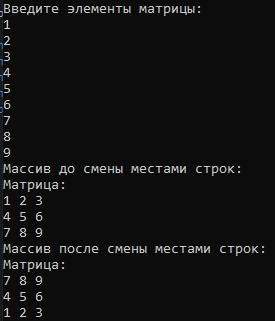 Введите элементы матрицы:
1
2
3
4
5
6
7
8
9
Массив до смены местами строк:
Матрица:
1 2 3
4 5 6
7 8 9
Массив после смены местами строк:
Матрица:
7 8 9
4 5 6
1 2 3